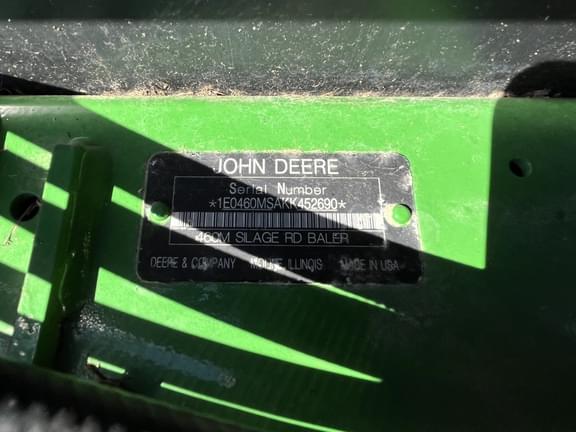 JOHN DEERE
Serial Number
*1E0460MSAKK452690*
460M SILAGE RD BALER
DEERE & COMPANY MOLINE, ILLINOIS MADE IN USA